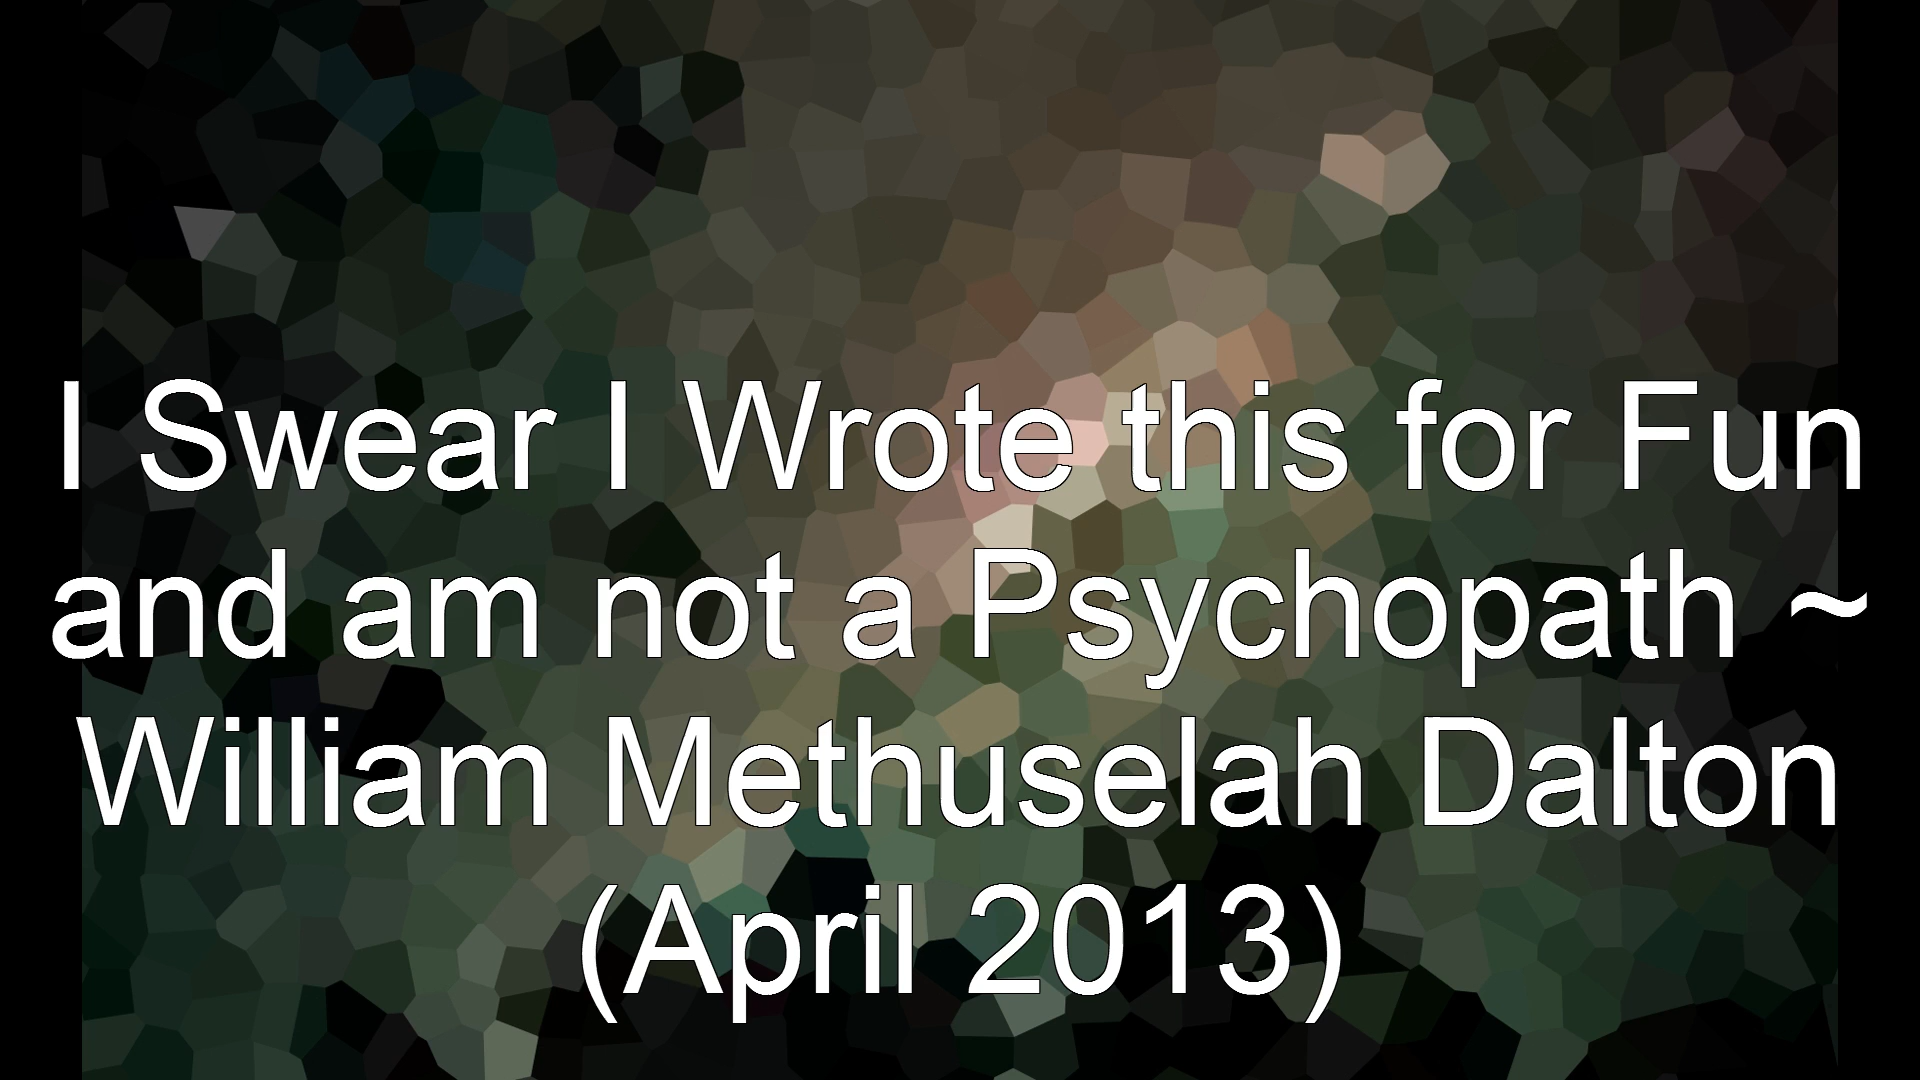 I Swear I Wrote this for Fun
and am not a Psychopath ~
William Methuselah Dalton
(April 2013)